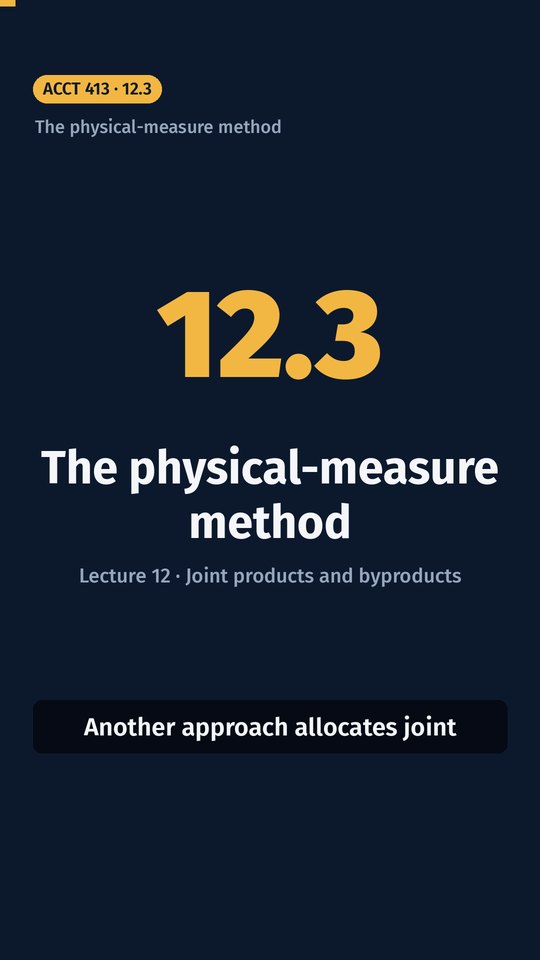 ACCT 413 · 12.3
The physical-measure method
12.3
The physical-measure
method
Lecture 12 · Joint products and byproducts
Another approach allocates joint